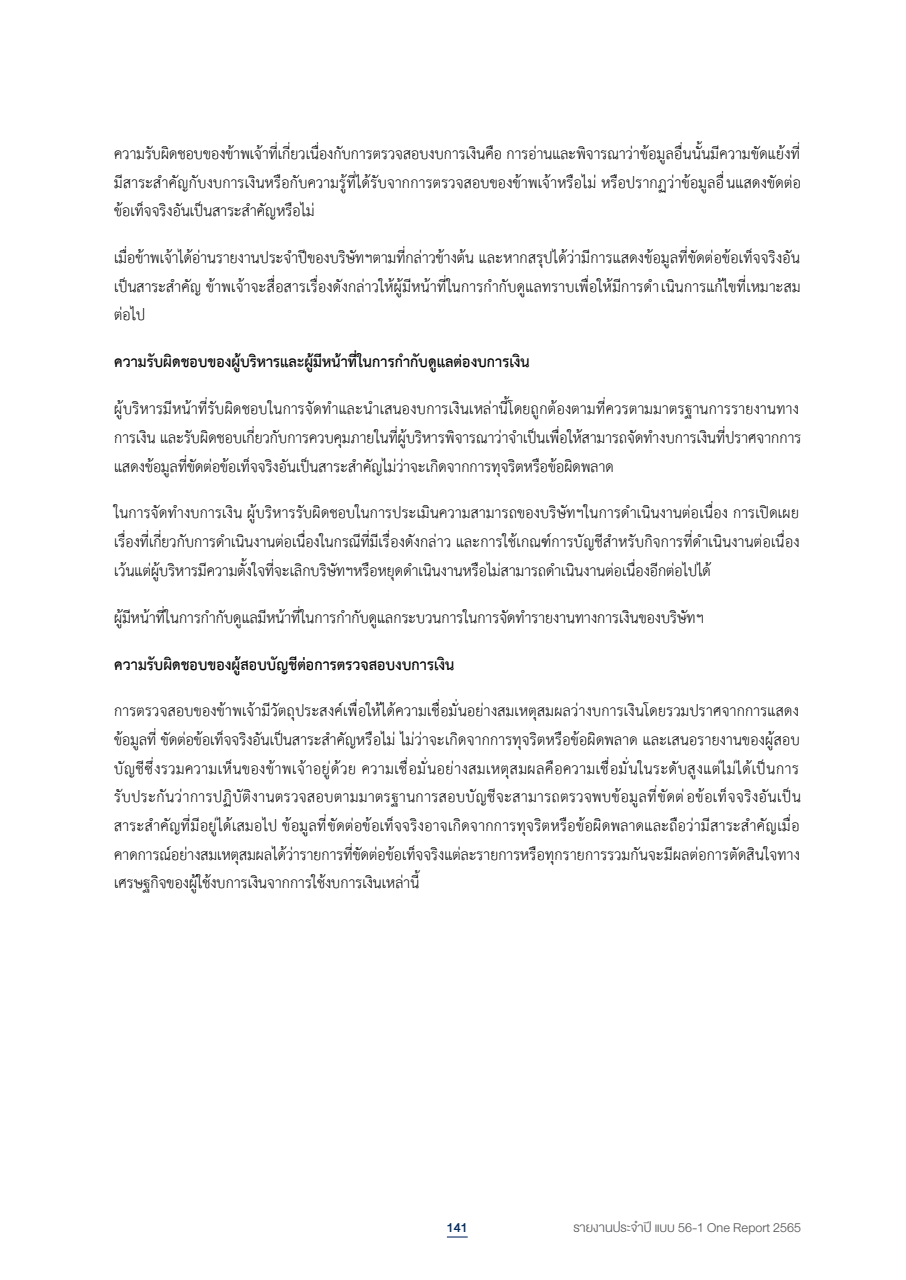 ความรับผิดชอบของข้าพเจ้าที่เกี่ยวเนื่องกับการตรวจสอบงบการเงินคือ การอ่านและพิจารณาว่าข้อมูลอื่นนั้นมีความขัดแย้งที่
มีสาระสำคัญกับงบการเงินหรือกับความรู้ที่ได้รับจากการตรวจสอบของข้าพเจ้าหรือไม่ หรือปรากฏว่าข้อมูลอื่นแสดงขัดต่อ
ข้อเท็จจริงอันเป็นสาระสำคัญหรือไม่
เมื่อข้าพเจ้าได้อ่านรายงานประจำปีของบริษัทฯตามที่กล่าวข้างต้น และหากสรุปได้ว่ามีการแสดงข้อมูลที่ขัดต่อข้อเท็จจริงอัน
เป็นสาระสำคัญ ข้าพเจ้าจะสื่อสารเรื่องดังกล่าวให้ผู้มีหน้าที่ในการกำกับดูแลทราบเพื่อให้มีการดำเนินการแก้ไขที่เหมาะสม
ต่อไป
ความรับผิดชอบของผู้บริหารและผู้มีหน้าที่ในการกำกับดูแลต่องบการเงิน
ผู้บริหารมีหน้าที่รับผิดชอบในการจัดทำและนำเสนองบการเงินเหล่านี้โดยถูกต้องตามที่ควรตามมาตรฐานการรายงานทาง
การเงิน และรับผิดชอบเกี่ยวกับการควบคุมภายในที่ผู้บริหารพิจารณาว่าจำเป็นเพื่อให้สามารถจัดทำงบการเงินที่ปราศจากการ
แสดงข้อมูลที่ขัดต่อข้อเท็จจริงอันเป็นสาระสำคัญไม่ว่าจะเกิดจากการทุจริตหรือข้อผิดพลาด
ในการจัดทำงบการเงิน ผู้บริหารรับผิดชอบในการประเมินความสามารถของบริษัทฯในการดำเนินงานต่อเนื่อง การเปิดเผย
เรื่องที่เกี่ยวกับการดำเนินงานต่อเนื่องในกรณีที่มีเรื่องดังกล่าว และการใช้เกณฑ์การบัญชีสำหรับกิจการที่ดำเนินงานต่อเนื่อง
เว้นแต่ผู้บริหารมีความตั้งใจที่จะเลิกบริษัทฯหรือหยุดดำเนินงานหรือไม่สามารถดำเนินงานต่อเนื่องอีกต่อไปได้
ผู้มีหน้าที่ในการกำกับดูแลมีหน้าที่ในการกำกับดูแลกระบวนการในการจัดทำรายงานทางการเงินของบริษัทฯ
ความรับผิดชอบของผู้สอบบัญชีต่อการตรวจสอบงบการเงิน
การตรวจสอบของข้าพเจ้ามีวัตถุประสงค์เพื่อให้ได้ความเชื่อมั่นอย่างสมเหตุสมผลว่างบการเงินโดยรวมปราศจากการแสดง
ข้อมูลที่ ขัดต่อข้อเท็จจริงอันเป็นสาระสำคัญหรือไม่ ไม่ว่าจะเกิดจากการทุจริตหรือข้อผิดพลาด และเสนอรายงานของผู้สอบ
บัญชีซึ่งรวมความเห็นของข้าพเจ้าอยู่ด้วย ความเชื่อมั่นอย่างสมเหตุสมผลคือความเชื่อมั่นในระดับสูงแต่ไม่ได้เป็นการ
รับประกันว่าการปฏิบัติงานตรวจสอบตามมาตรฐานการสอบบัญชีจะสามารถตรวจพบข้อมูลที่ขัดต่อข้อเท็จจริงอันเป็น
สาระสำคัญที่มีอยู่ได้เสมอไป ข้อมูลที่ขัดต่อข้อเท็จจริงอาจเกิดจากการทุจริตหรือข้อผิดพลาดและถือว่ามีสาระสำคัญเมื่อ
คาดการณ์อย่างสมเหตุสมผลได้ว่ารายการที่ขัดต่อข้อเท็จจริงแต่ละรายการหรือทุกรายการรวมกันจะมีผลต่อการตัดสินใจทาง
เศรษฐกิจของผู้ใช้งบการเงินจากการใช้งบการเงินเหล่านี้
141 รายงานประจำปี แบบ 56-1 One Report 2565